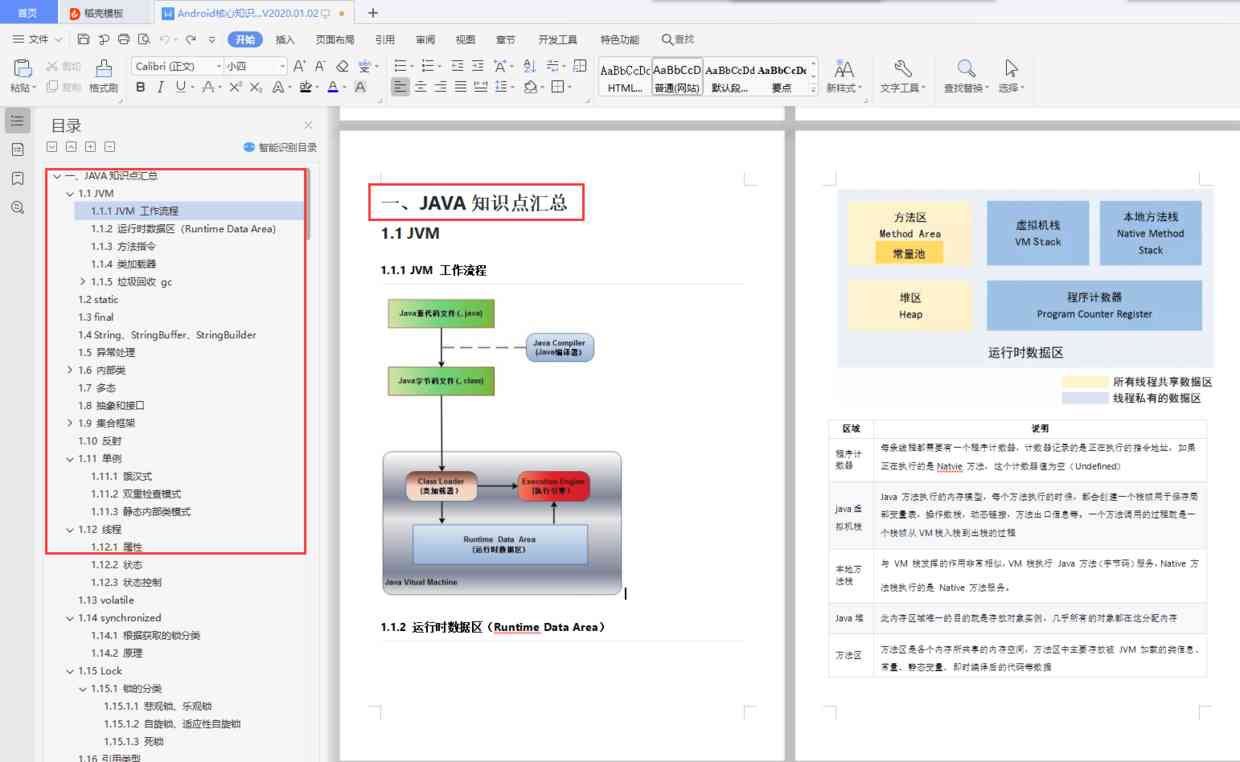 首页
稻壳模板
Android核心知识...V2020.01.02
文件
开始
插入
页面布局
引用
审阅
视图
章节
开发工具
特色功能
查找
粘贴
剪切
复制
格式刷
Calibri (正文)
小四
AaBbCcDc
AaBbCcD
AaBbCcDd
AaBbCcDc
HTML...
普通(网站)
默认段...
要点
新样式
文字工具
查找替换
选择
目录
智能识别目录
一、JAVA 知识点汇总
1.1 JVM
1.1.1 JVM 工作流程
1.1.2 运行时数据区（Runtime Data Area）
1.1.3 方法指令
1.1.4 类加载器
1.1.5 垃圾回收 gc
1.2 static
1.3 final
1.4 String、StringBuffer、StringBuilder
1.5 异常处理
1.6 内部类
1.7 多态
1.8 抽象和接口
1.9 集合框架
1.10 反射
1.11 单例
1.11.1 饿汉式
1.11.2 双重检查模式
1.11.3 静态内部类模式
1.12 线程
1.12.1 属性
1.12.2 状态
1.12.3 状态控制
1.13 volatile
1.14 synchronized
1.14.1 根据获取的锁分类
1.14.2 原理
1.15 Lock
1.15.1 锁的分类
1.15.1.1 悲观锁、乐观锁
1.15.1.2 自旋锁、适应性自旋锁
1.15.1.3 死锁
1.16 引用类型
一、JAVA 知识点汇总
1.1 JVM
1.1.1 JVM 工作流程
Java源代码文件(.java)
Java Compiler
(Java编译器)
Java字节码文件(.class)
Class Loader
(类加载器)
Execution Engine
(执行引擎)
Runtime Data Area
(运行时数据区)
Java Vitual Machine
1.1.2 运行时数据区（Runtime Data Area）
方法区
Method Area
常量池
虚拟机栈
VM Stack
本地方法栈
Native Method
Stack
堆区
Heap
程序计数器
Program Counter Register
运行时数据区
所有线程共享数据区
线程私有的数据区
区域
说明
程序计
数器
每条线程都需要有一个程序计数器，计数器记录的是正在执行的指令地址，如果
正在执行的是 Natvie 方法，这个计数器值为空（Undefined）
java 虚
拟机栈
Java 方法执行的内存模型，每个方法执行的时候，都会创建一个栈帧用于保存局
部变量表，操作数栈，动态链接，方法出口信息等。一个方法调用的过程就是一
个栈帧从 VM 栈入栈到出栈的过程
本地方
法栈
与 VM 栈发挥的作用非常相似，VM 栈执行 Java 方法（字节码）服务，Native 方
法栈执行的是 Native 方法服务。
Java 堆
此内存区域唯一的目的就是存放对象实例，几乎所有的对象都在这分配内存
方法区
方法区是各个内存所共享的内存空间，方法区中主要存放被 JVM 加载的类信息、
常量、静态变量、即时编译后的代码等数据